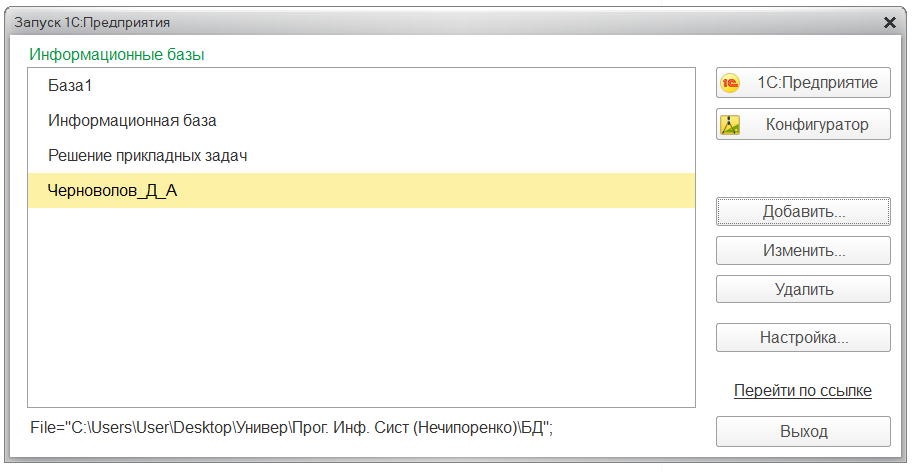 Запуск 1С:Предприятия
Информационные базы
База1
Информационная база
Решение прикладных задач
Черноволов_Д_А
1С:Предприятие
Конфигуратор
Добавить...
Изменить...
Удалить
Настройка...
Перейти по ссылке
Выход
File="C:\Users\User\Desktop\Универ\Прог. Инф. Сист (Нечипоренко)\БД";